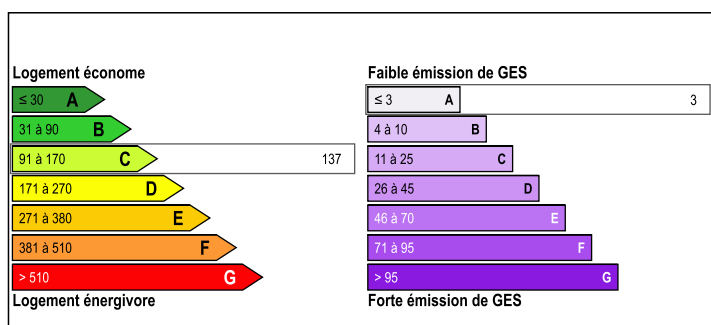 Logement économe
≤ 30 A
31 à 90 B
91 à 170 C 137
171 à 270 D
271 à 380 E
381 à 510 F
> 510 G
Logement énergivore
Faible émission de GES
≤ 3 A 3
4 à 10 B
11 à 25 C
26 à 45 D
46 à 70 E
71 à 95 F
> 95 G
Forte émission de GES